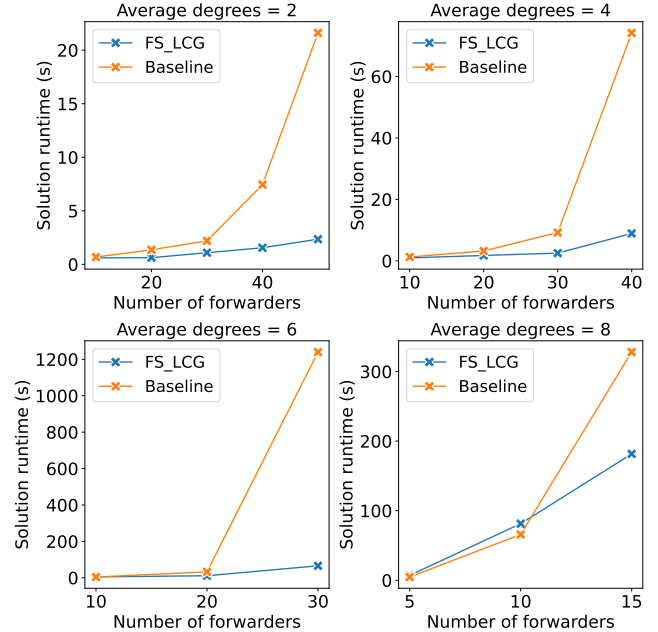 Average degrees = 2
Solution runtime (s)
20
15
10
5
0
FS_LCG
Baseline
20
40
Number of forwarders
Average degrees = 4
Solution runtime (s)
60
40
20
0
FS_LCG
Baseline
10
20
30
40
Number of forwarders
Average degrees = 6
Solution runtime (s)
1200
1000
800
600
400
200
0
FS_LCG
Baseline
10
20
30
Number of forwarders
Average degrees = 8
Solution runtime (s)
300
200
100
0
FS_LCG
Baseline
5
10
15
Number of forwarders